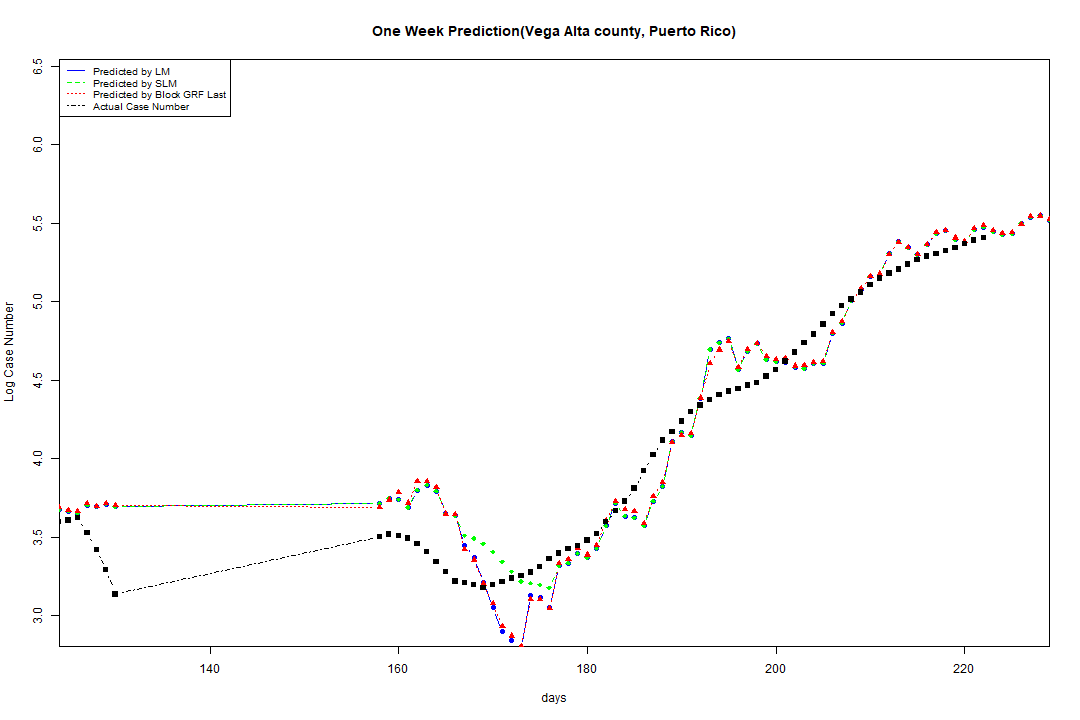 One Week Prediction(Vega Alta county, Puerto Rico)
Predicted by LM
Predicted by SLM
Predicted by Block GRF Last
Actual Case Number
6.5
6.0
5.5
5.0
4.5
4.0
3.5
3.0
Log Case Number
140 160 180 200 220
days